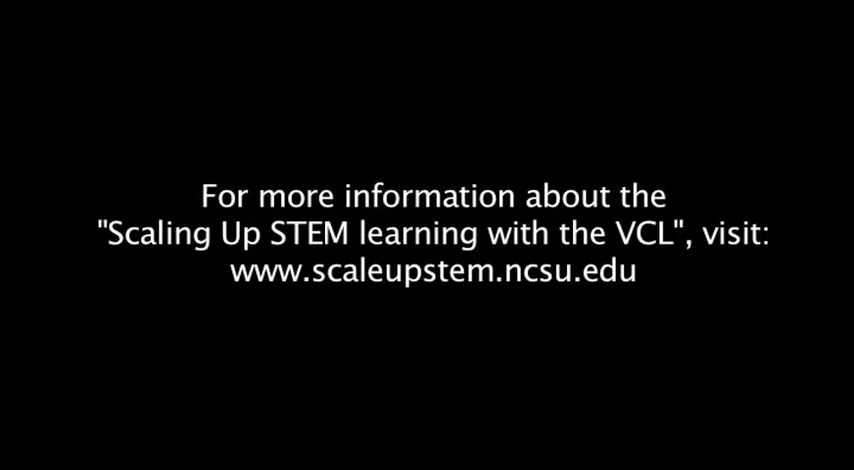 For more information about the
"Scaling Up STEM learning with the VCL", visit:
www.scaleupstem.ncsu.edu